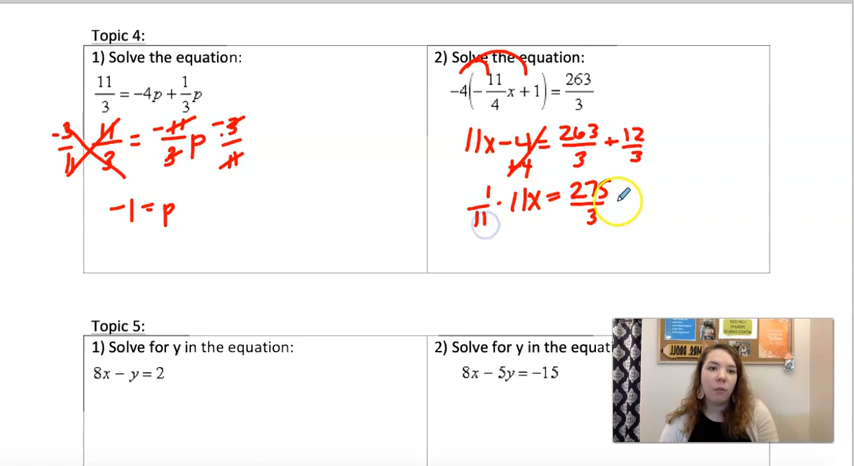 Topic 4:
1) Solve the equation:
11/3 = -4p + 1/3 p
-3/11 11/3 = -11/3 p -3/11
-1 = p
2) Solve the equation:
-4(-11/4 x + 1) = 263/3
11x - 4 = 263/3 + 12/3
+4
1/11 · 11x = 275/3
Topic 5:
1) Solve for y in the equation:
8x - y = 2
2) Solve for y in the equati
8x - 5y = -15